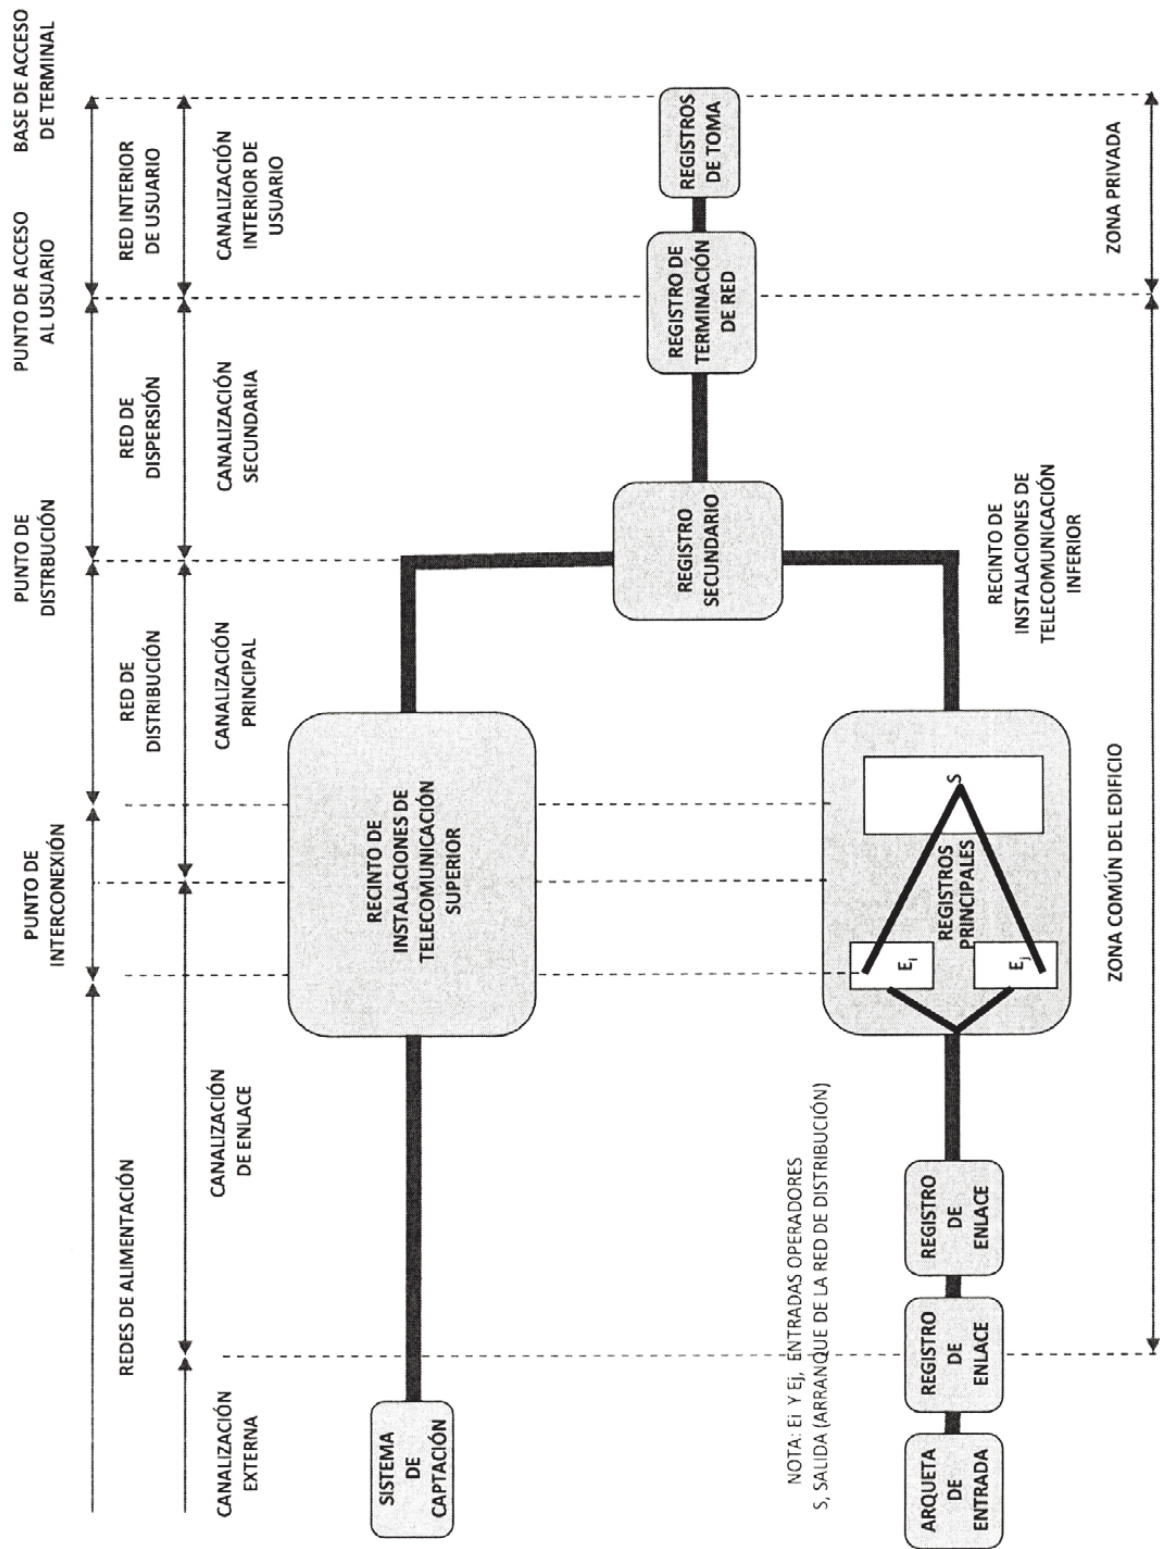 PUNTO DE
INTERCONEXIÓN
PUNTO DE
DISTRIBUCIÓN
PUNTO DE ACCESO
AL USUARIO
BASE DE ACCESO
DE TERMINAL
REDES DE ALIMENTACIÓN
RED DE
DISTRIBUCIÓN
RED DE
DISPERSIÓN
RED INTERIOR
DE USUARIO
CANALIZACIÓN
EXTERNA
CANALIZACIÓN
DE ENLACE
CANALIZACIÓN
PRINCIPAL
CANALIZACIÓN
SECUNDARIA
CANALIZACIÓN
INTERIOR DE
USUARIO
SISTEMA
DE
CAPTACIÓN
RECINTO DE
INSTALACIONES DE
TELECOMUNICACIÓN
SUPERIOR
REGISTRO
SECUNDARIO
REGISTRO DE
TERMINACIÓN
DE RED
REGISTROS
DE TOMA
NOTA: Ei Y Ej, ENTRADAS OPERADORES
S, SALIDA (ARRANQUE DE LA RED DE DISTRIBUCIÓN)
ARQUETA
DE
ENTRADA
REGISTRO
DE
ENLACE
REGISTRO
DE
ENLACE
Ei
Ej
REGISTROS
PRINCIPALES
S
RECINTO DE
INSTALACIONES DE
TELECOMUNICACIÓN
INFERIOR
ZONA COMÚN DEL EDIFICIO
ZONA PRIVADA